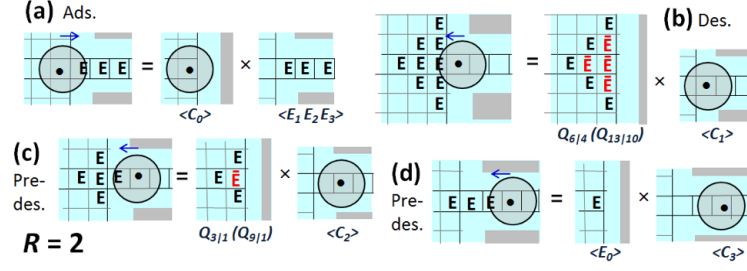 (a) Ads.
E E E = × E E E
<C₀> <E₁ E₂ E₃>
(b) Des.
E
E E
E E E
E E
E
=
E
E Ē
E Ē Ē
E Ē
E
×
Q₆|₄ (Q₁₃|₁₀) <C₁>
(c)
Pre-
des.
E
E E E
E
=
E
E Ē
E
×
Q₃|₁ (Q₉|₁) <C₂>
R = 2
(d)
Pre-
des.
E E E = E ×
<E₀> <C₃>